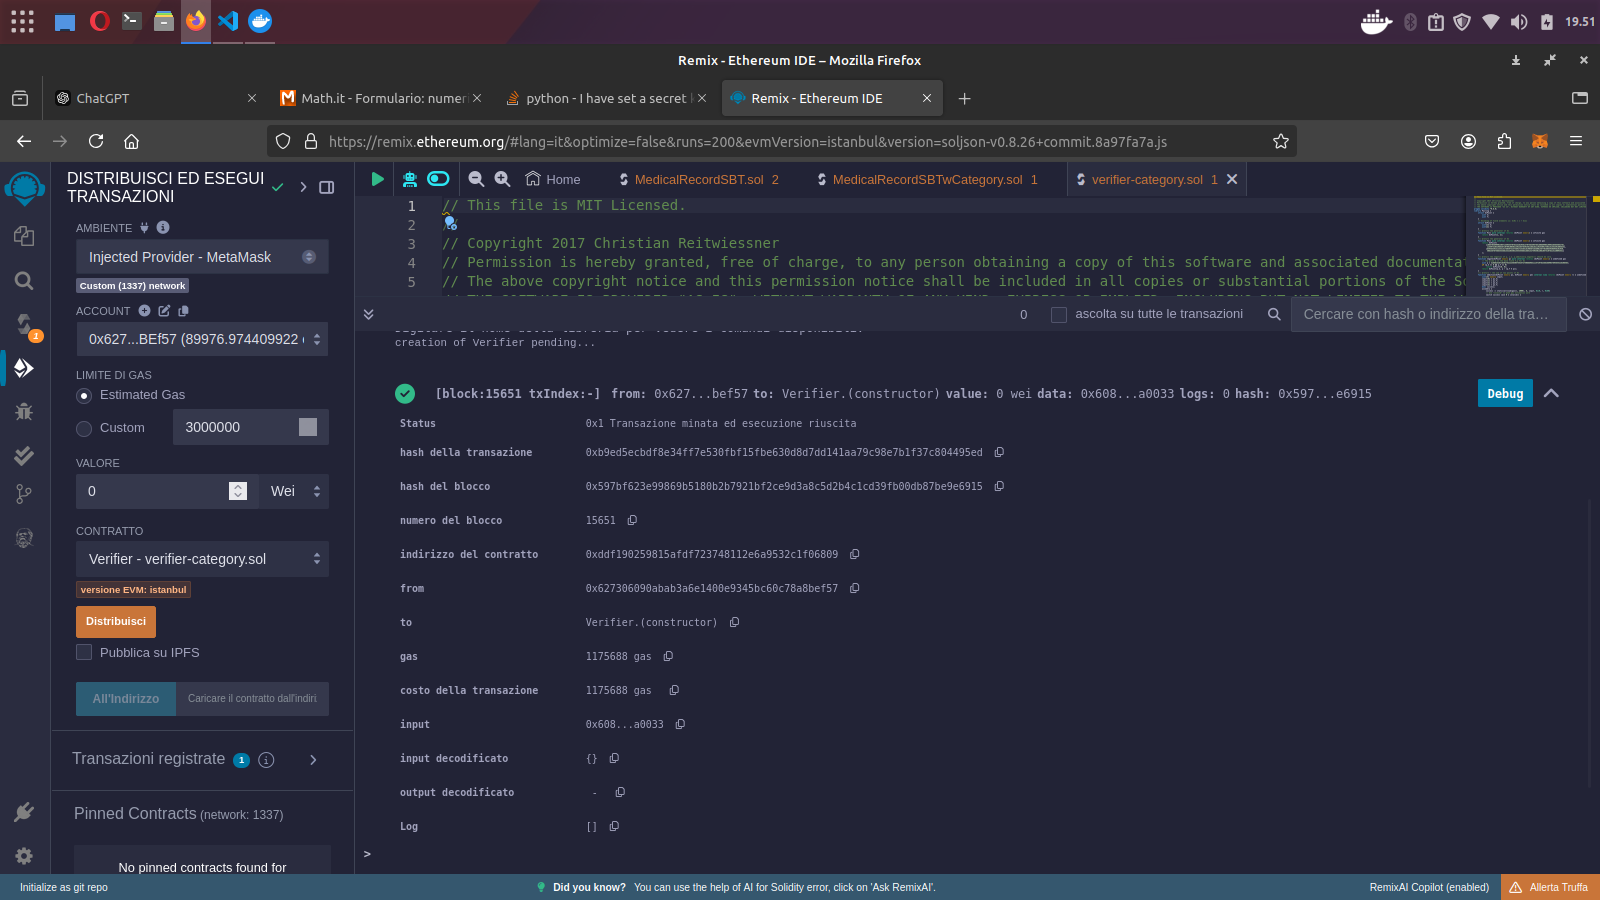 19.51
Remix - Ethereum IDE – Mozilla Firefox
ChatGPT
Math.it - Formulario: numeri
python - I have set a secret
Remix - Ethereum IDE
https://remix.ethereum.org/#lang=it&optimize=false&runs=200&evmVersion=istanbul&version=soljson-v0.8.26+commit.8a97fa7a.js
DISTRIBUISCI ED ESEGUI
TRANSAZIONI
AMBIENTE
Injected Provider - MetaMask
Custom (1337) network
ACCOUNT
0x627...BEf57 (89976.974409922
LIMITE DI GAS
Estimated Gas
Custom
3000000
VALORE
0
Wei
CONTRATTO
Verifier - verifier-category.sol
versione EVM: istanbul
Distribuisci
Pubblica su IPFS
All'Indirizzo
Caricare il contratto dall'indiri
Transazioni registrate 1
Pinned Contracts (network: 1337)
No pinned contracts found for
1
Home
MedicalRecordSBT.sol 2
MedicalRecordSBTwCategory.sol 1
verifier-category.sol 1
1 // This file is MIT Licensed.
2 //
3 // Copyright 2017 Christian Reitwiessner
4 // Permission is hereby granted, free of charge, to any person obtaining a copy of this software and associated documentat
5 // The above copyright notice and this permission notice shall be included in all copies or substantial portions of the So
0
ascolta su tutte le transazioni
Cercare con hash o indirizzo della tra…
creation of Verifier pending...
[block:15651 txIndex:-] from: 0x627...bef57 to: Verifier.(constructor) value: 0 wei data: 0x608...a0033 logs: 0 hash: 0x597...e6915
Debug
Status 0x1 Transazione minata ed esecuzione riuscita
hash della transazione 0xb9ed5ecbdf8e34ff7e530fbf15fbe630d8d7dd141aa79c98e7b1f37c804495ed
hash del blocco 0x597bf623e99869b5180b2b7921bf2ce9d3a8c5d2b4c1cd39fb00db87be9e6915
numero del blocco 15651
indirizzo del contratto 0xddf190259815afdf723748112e6a9532c1f06809
from 0x627306090abab3a6e1400e9345bc60c78a8bef57
to Verifier.(constructor)
gas 1175688 gas
costo della transazione 1175688 gas
input 0x608...a0033
input decodificato {}
output decodificato -
Log []
>
Initialize as git repo
Did you know? You can use the help of AI for Solidity error, click on 'Ask RemixAI'.
RemixAI Copilot (enabled)
Allerta Truffa